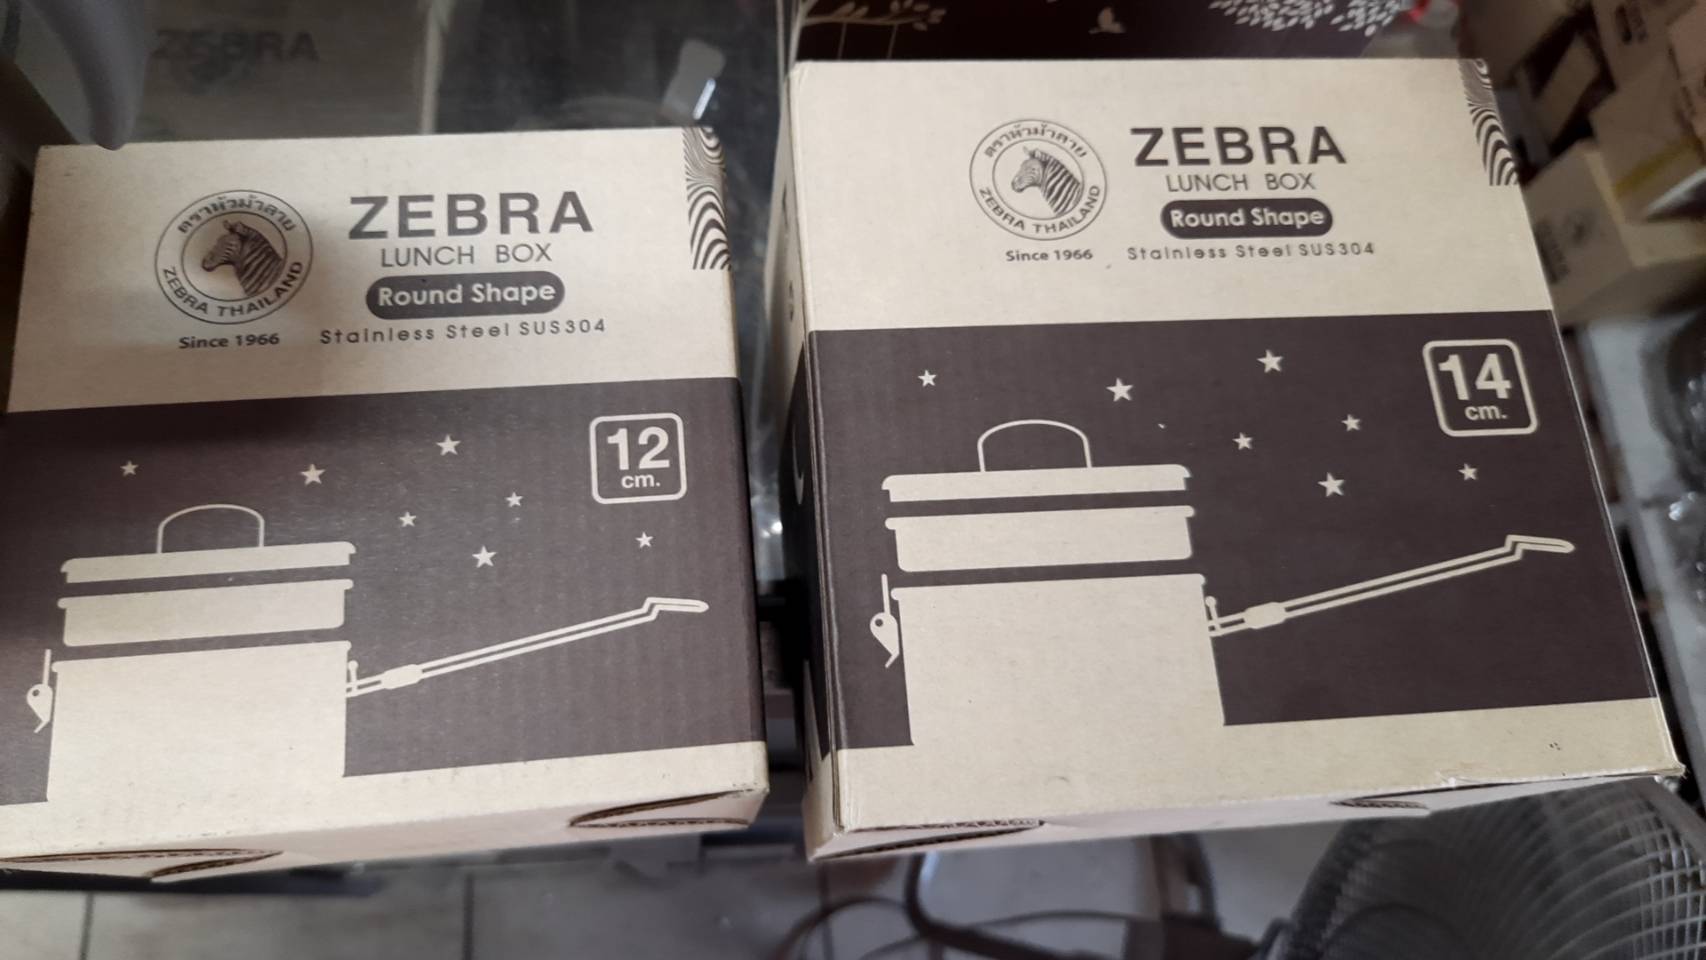 ตราหัวม้าลาย
ZEBRA THAILAND
Since 1966
ZEBRA
LUNCH BOX
Round Shape
Stainless Steel SUS304
12
cm.
ตราหัวม้าลาย
ZEBRA THAILAND
Since 1966
ZEBRA
LUNCH BOX
Round Shape
Stainless Steel SUS304
14
cm.
ZEBRA